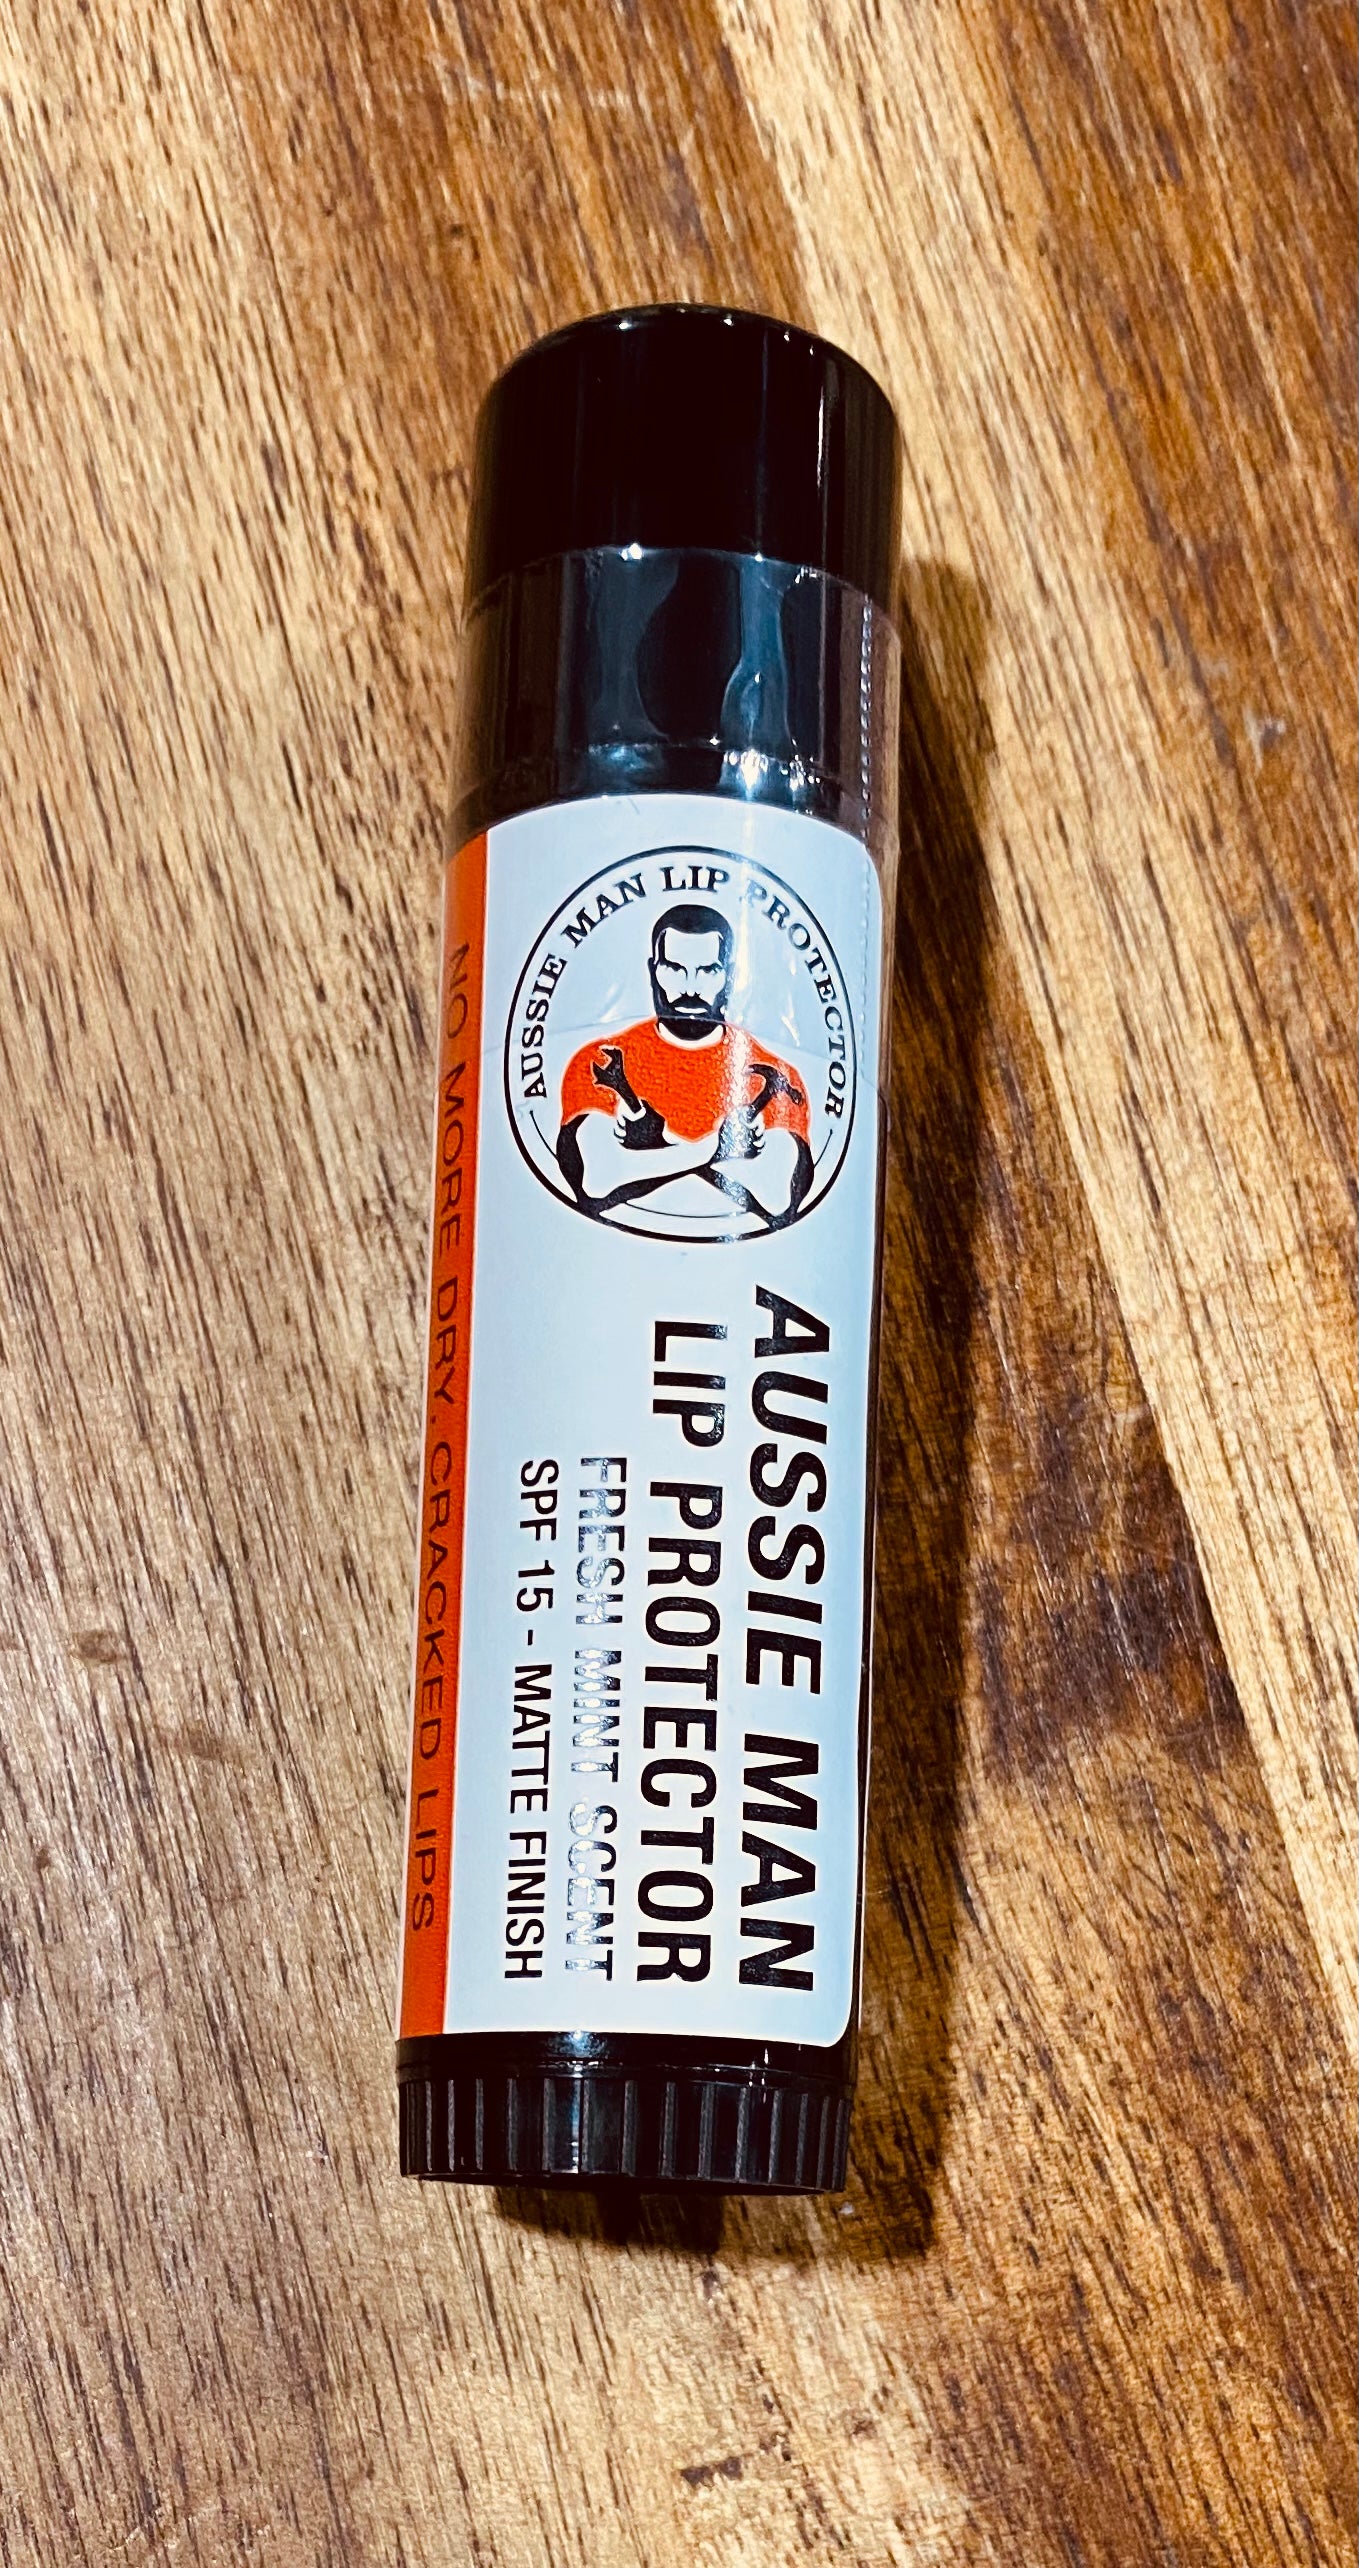 AUSSIE MAN LIP PROTECTOR
AUSSIE MAN
LIP PROTECTOR
FRESH MINT SCENT
SPF 15 - MATTE FINISH
NO MORE DRY, CRACKED LIPS